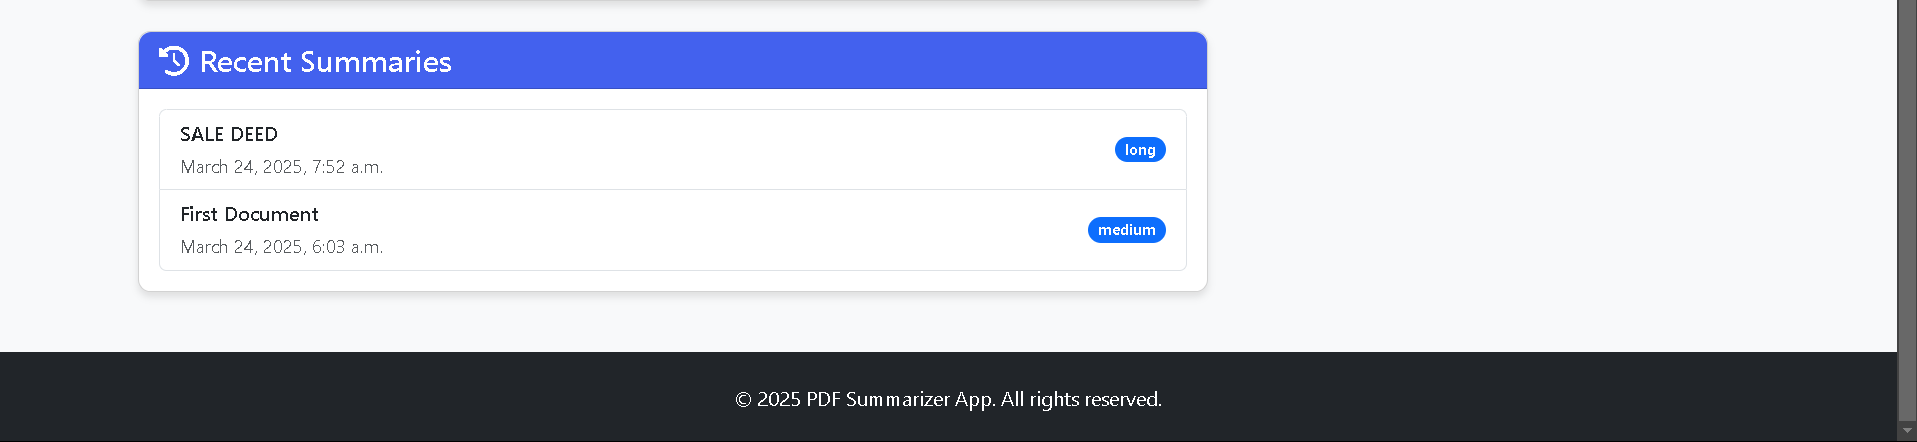 Recent Summaries
SALE DEED
March 24, 2025, 7:52 a.m.
long
First Document
March 24, 2025, 6:03 a.m.
medium
© 2025 PDF Summarizer App. All rights reserved.